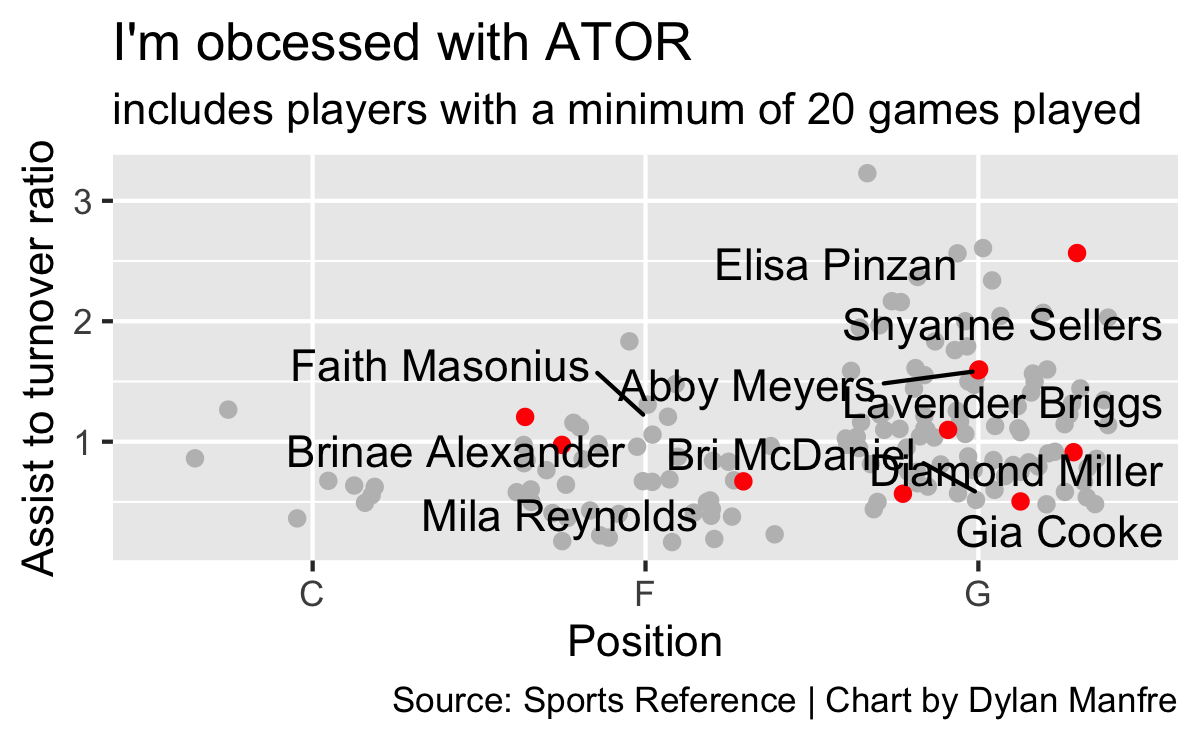 I'm obcessed with ATOR
includes players with a minimum of 20 games played
Assist to turnover ratio
3
2
1
Elisa Pinzan
Shyanne Sellers
Faith Masonius
Abby Meyers
Lavender Briggs
Brinae Alexander
Bri McDaniel
Diamond Miller
Mila Reynolds
Gia Cooke
C F G
Position
Source: Sports Reference | Chart by Dylan Manfre